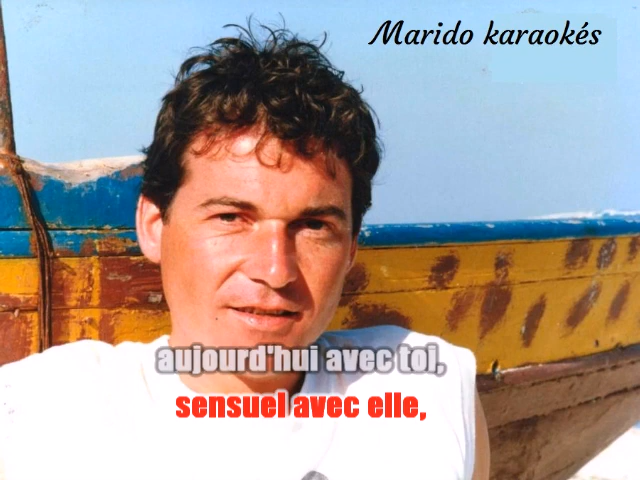 Marido karaokés
aujourd'hui avec toi,
sensuel avec elle,